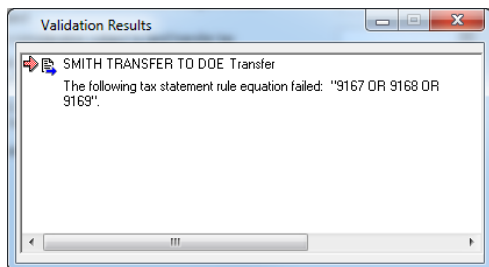 Validation Results
SMITH TRANSFER TO DOE Transfer
The following tax statement rule equation failed: "9167 OR 9168 OR
9169".